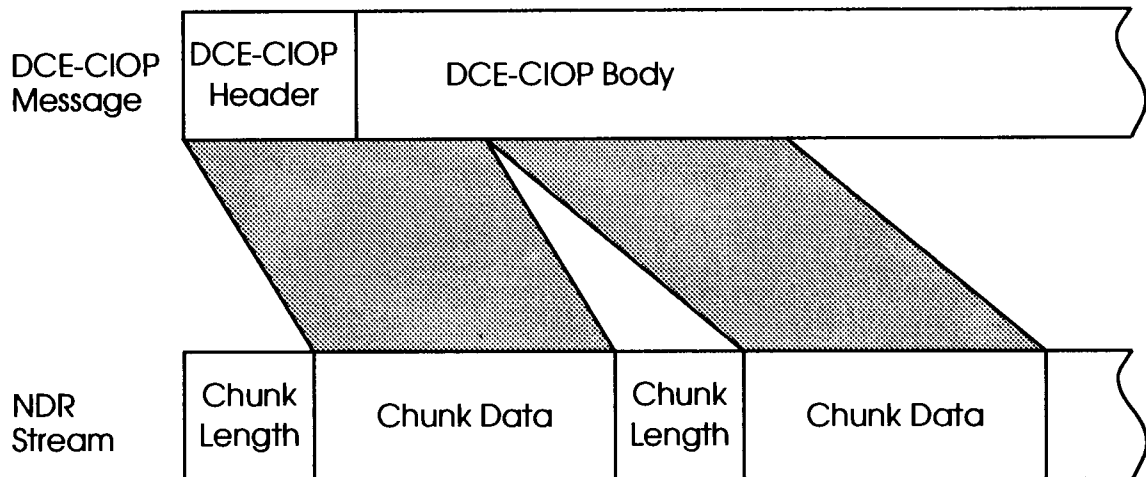 DCE-CIOP
Message
DCE-CIOP
Header
DCE-CIOP Body
NDR
Stream
Chunk
Length
Chunk Data
Chunk
Length
Chunk Data